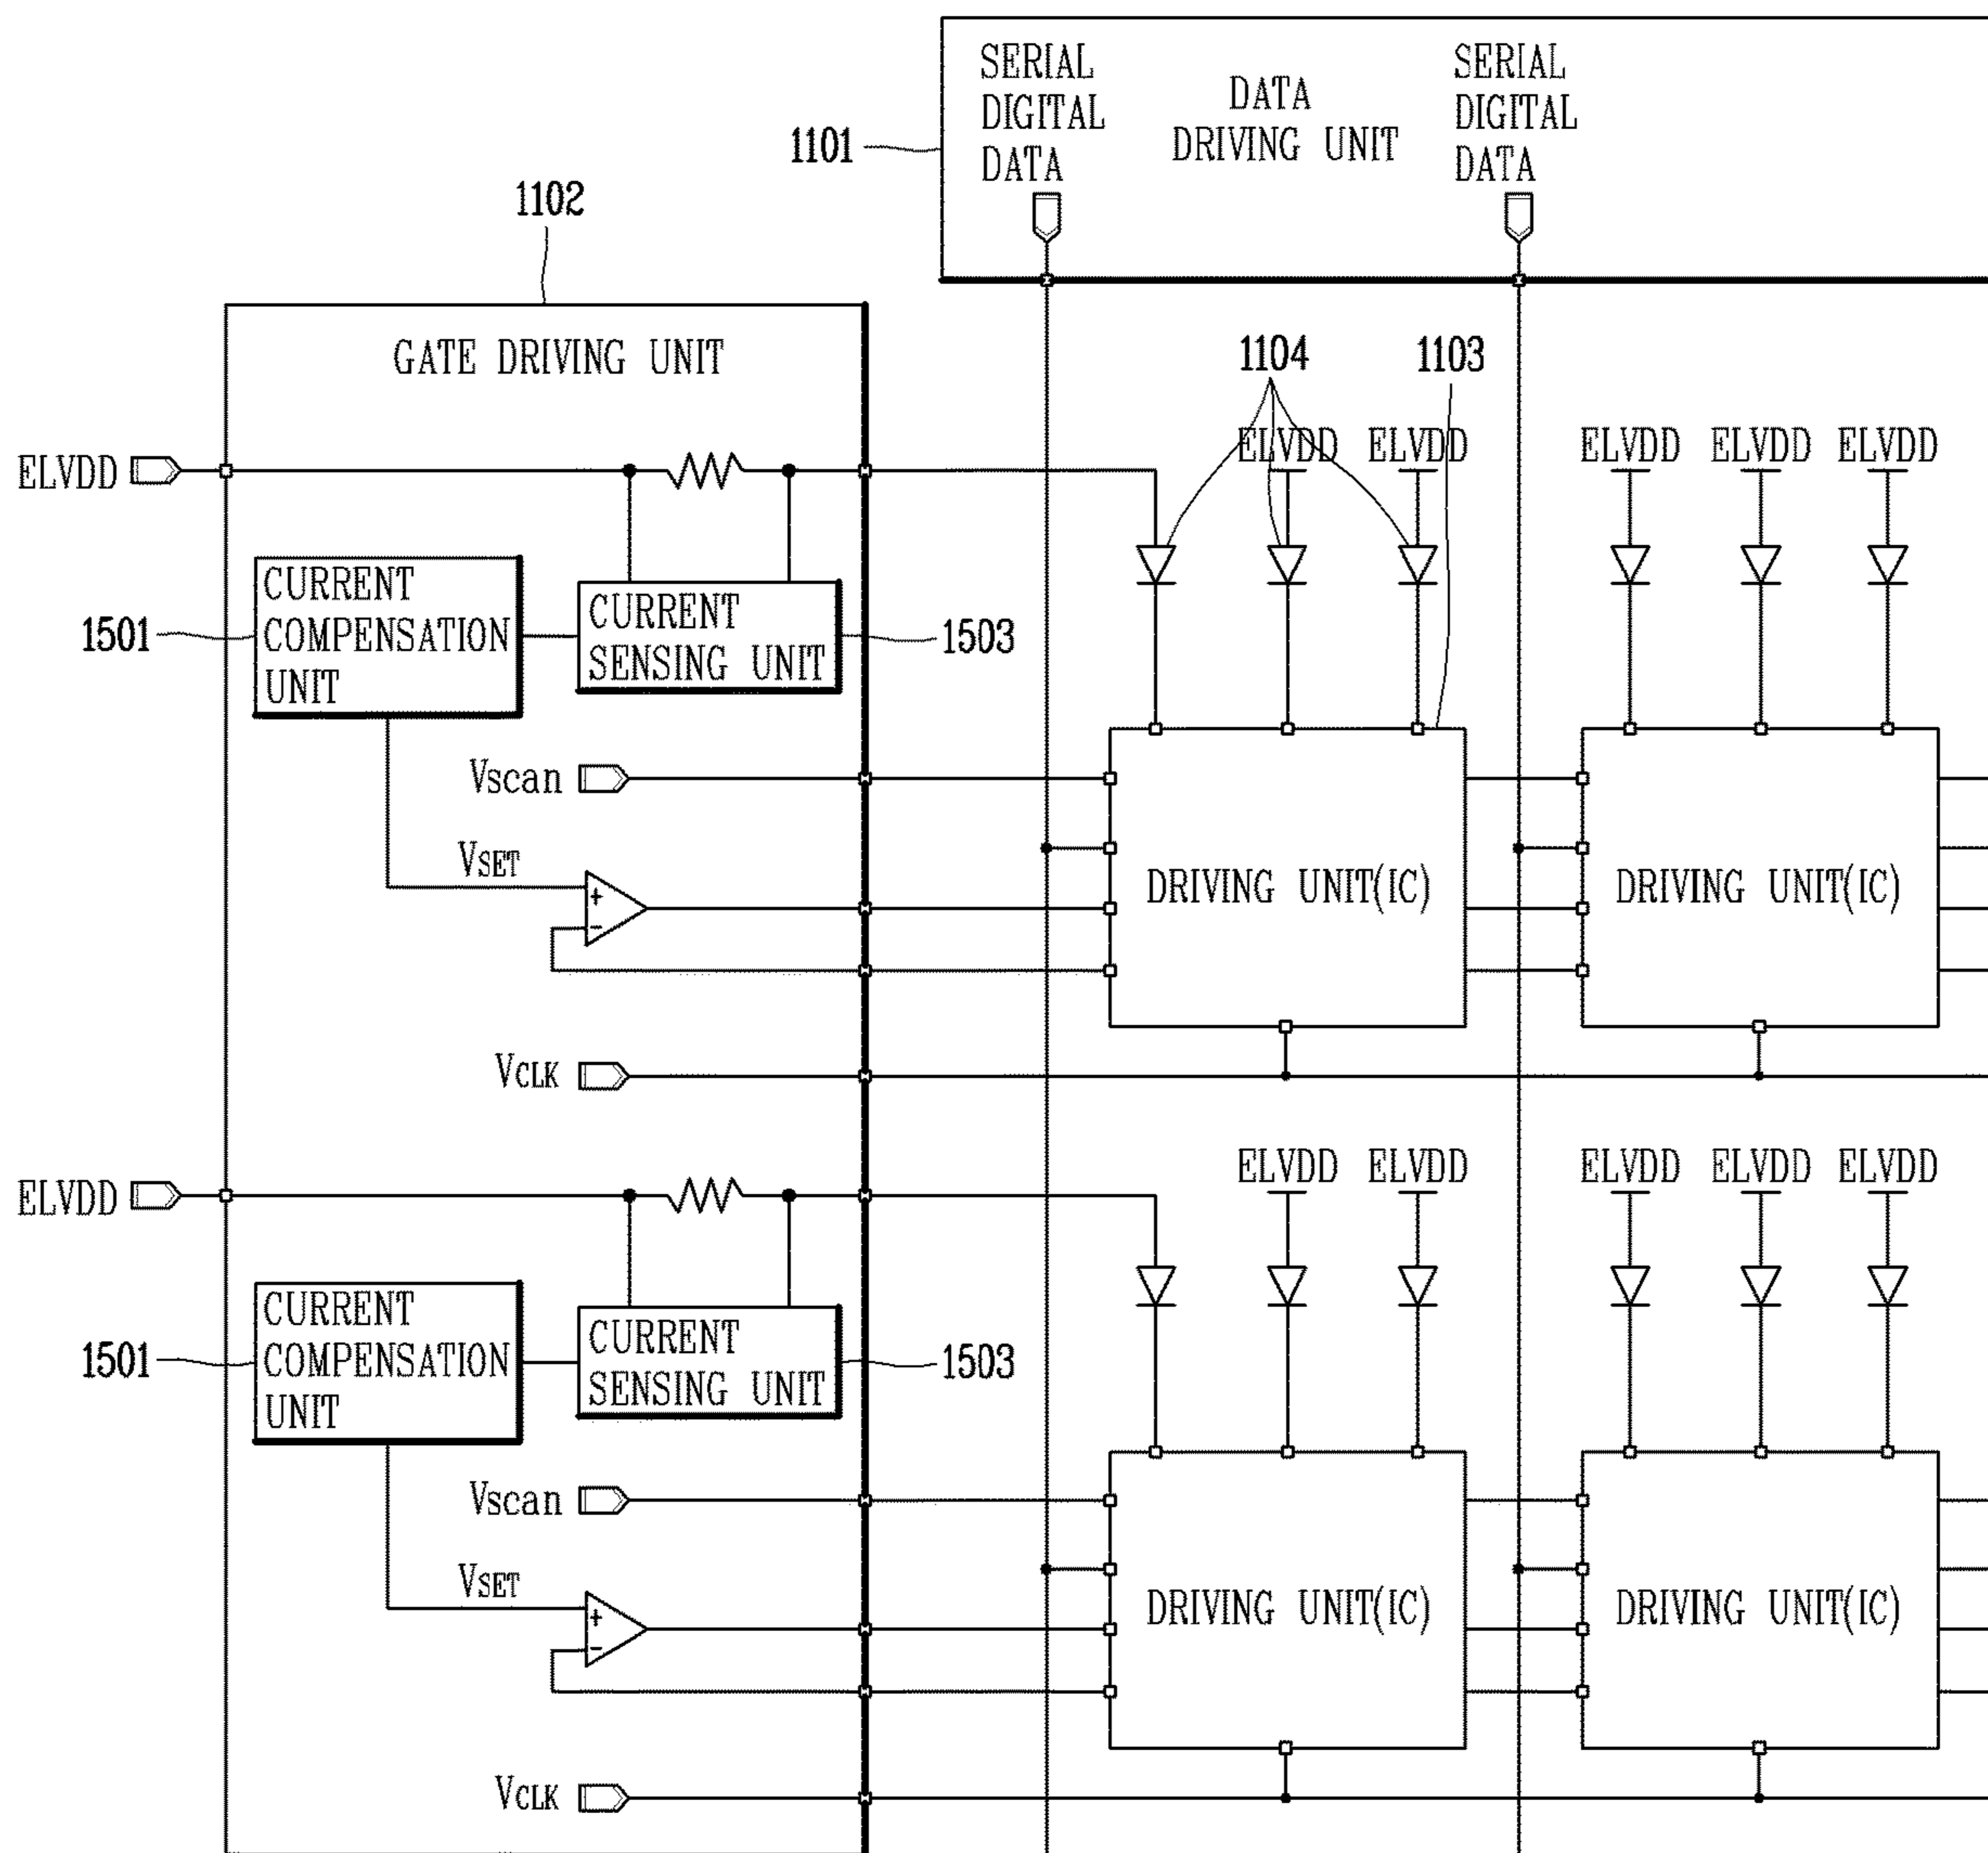 SERIAL
DIGITAL
DATA
DATA
DRIVING UNIT
SERIAL
DIGITAL
DATA
1101
1102
GATE DRIVING UNIT
1104
1103
ELVDD
ELVDD
ELVDD
ELVDD
ELVDD
ELVDD
CURRENT
COMPENSATION
UNIT
1501
CURRENT
SENSING UNIT
1503
Vscan
VSET
+
-
DRIVING UNIT(IC)
DRIVING UNIT(IC)
VCLK
ELVDD
ELVDD
ELVDD
ELVDD
ELVDD
ELVDD
CURRENT
COMPENSATION
UNIT
1501
CURRENT
SENSING UNIT
1503
Vscan
VSET
+
-
DRIVING UNIT(IC)
DRIVING UNIT(IC)
VCLK